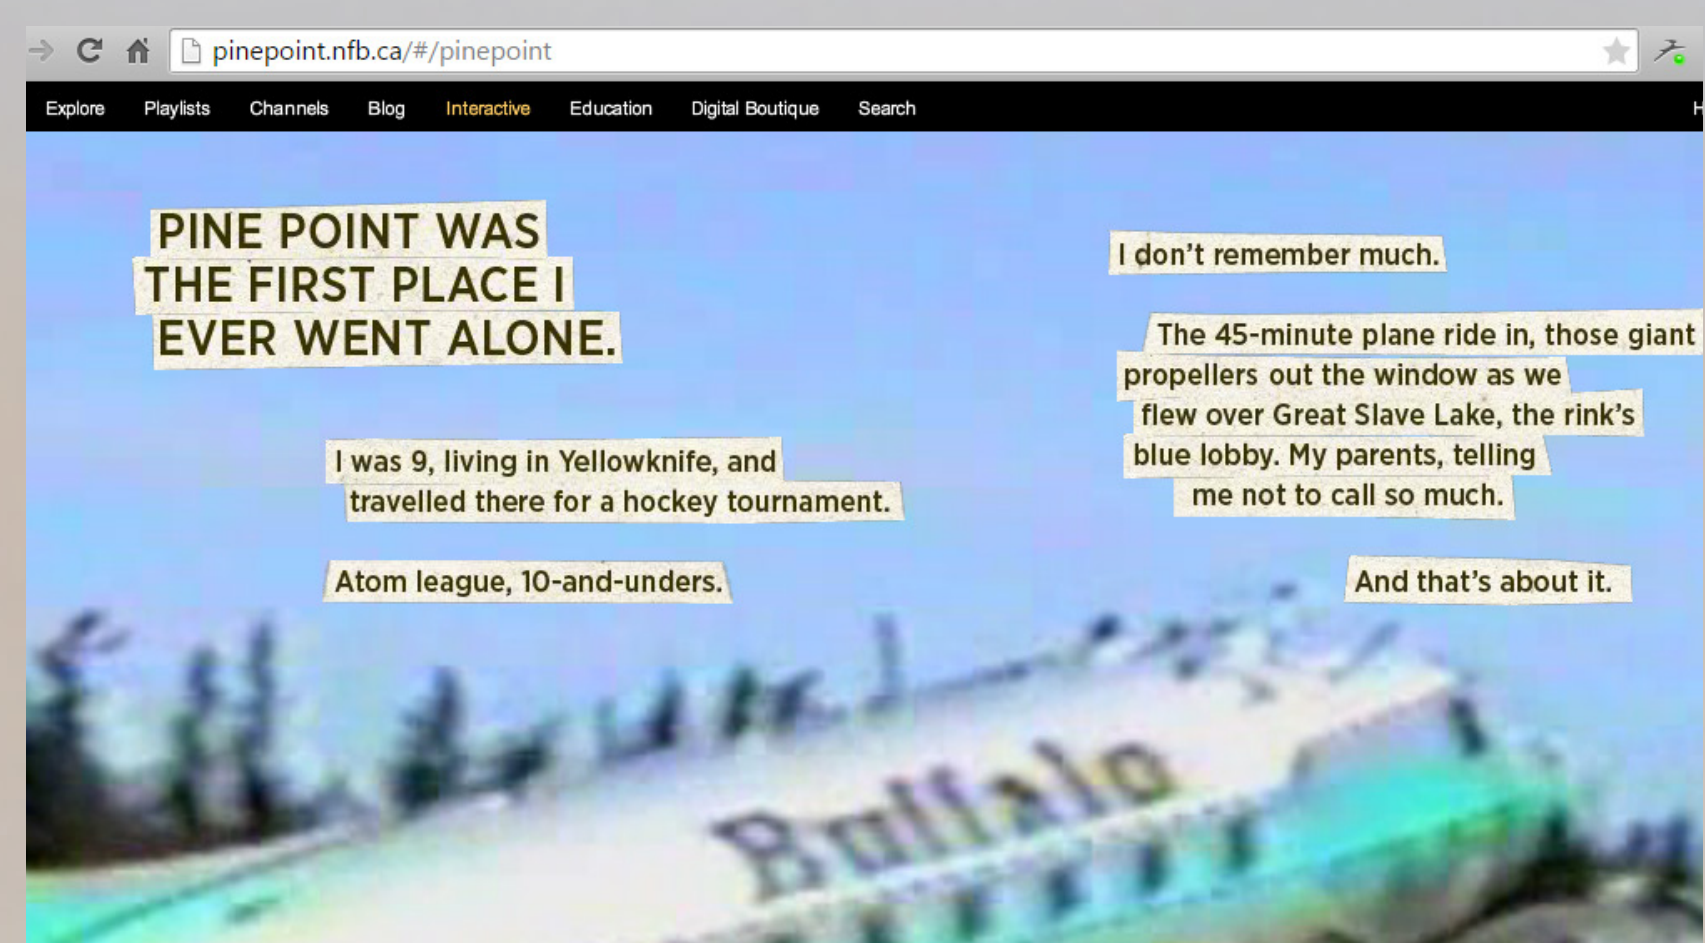 pinepoint.nfb.ca/#/pinepoint
Explore Playlists Channels Blog Interactive Education Digital Boutique Search H
PINE POINT WAS
THE FIRST PLACE I
EVER WENT ALONE.
I was 9, living in Yellowknife, and
travelled there for a hockey tournament.
Atom league, 10-and-unders.
I don't remember much.
The 45-minute plane ride in, those giant
propellers out the window as we
flew over Great Slave Lake, the rink's
blue lobby. My parents, telling
me not to call so much.
And that's about it.
Buffalo